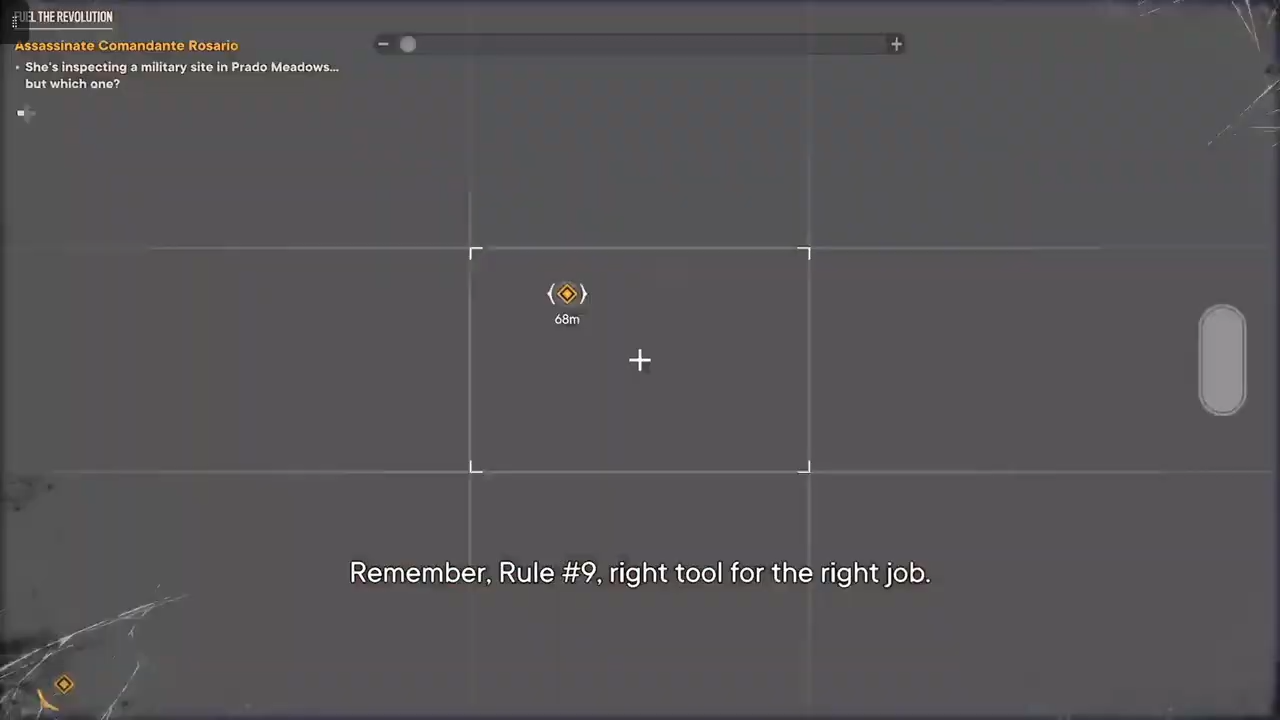 FUEL THE REVOLUTION
Assassinate Comandante Rosario
She's inspecting a military site in Prado Meadows...
but which one?
68m
Remember, Rule #9, right tool for the right job.